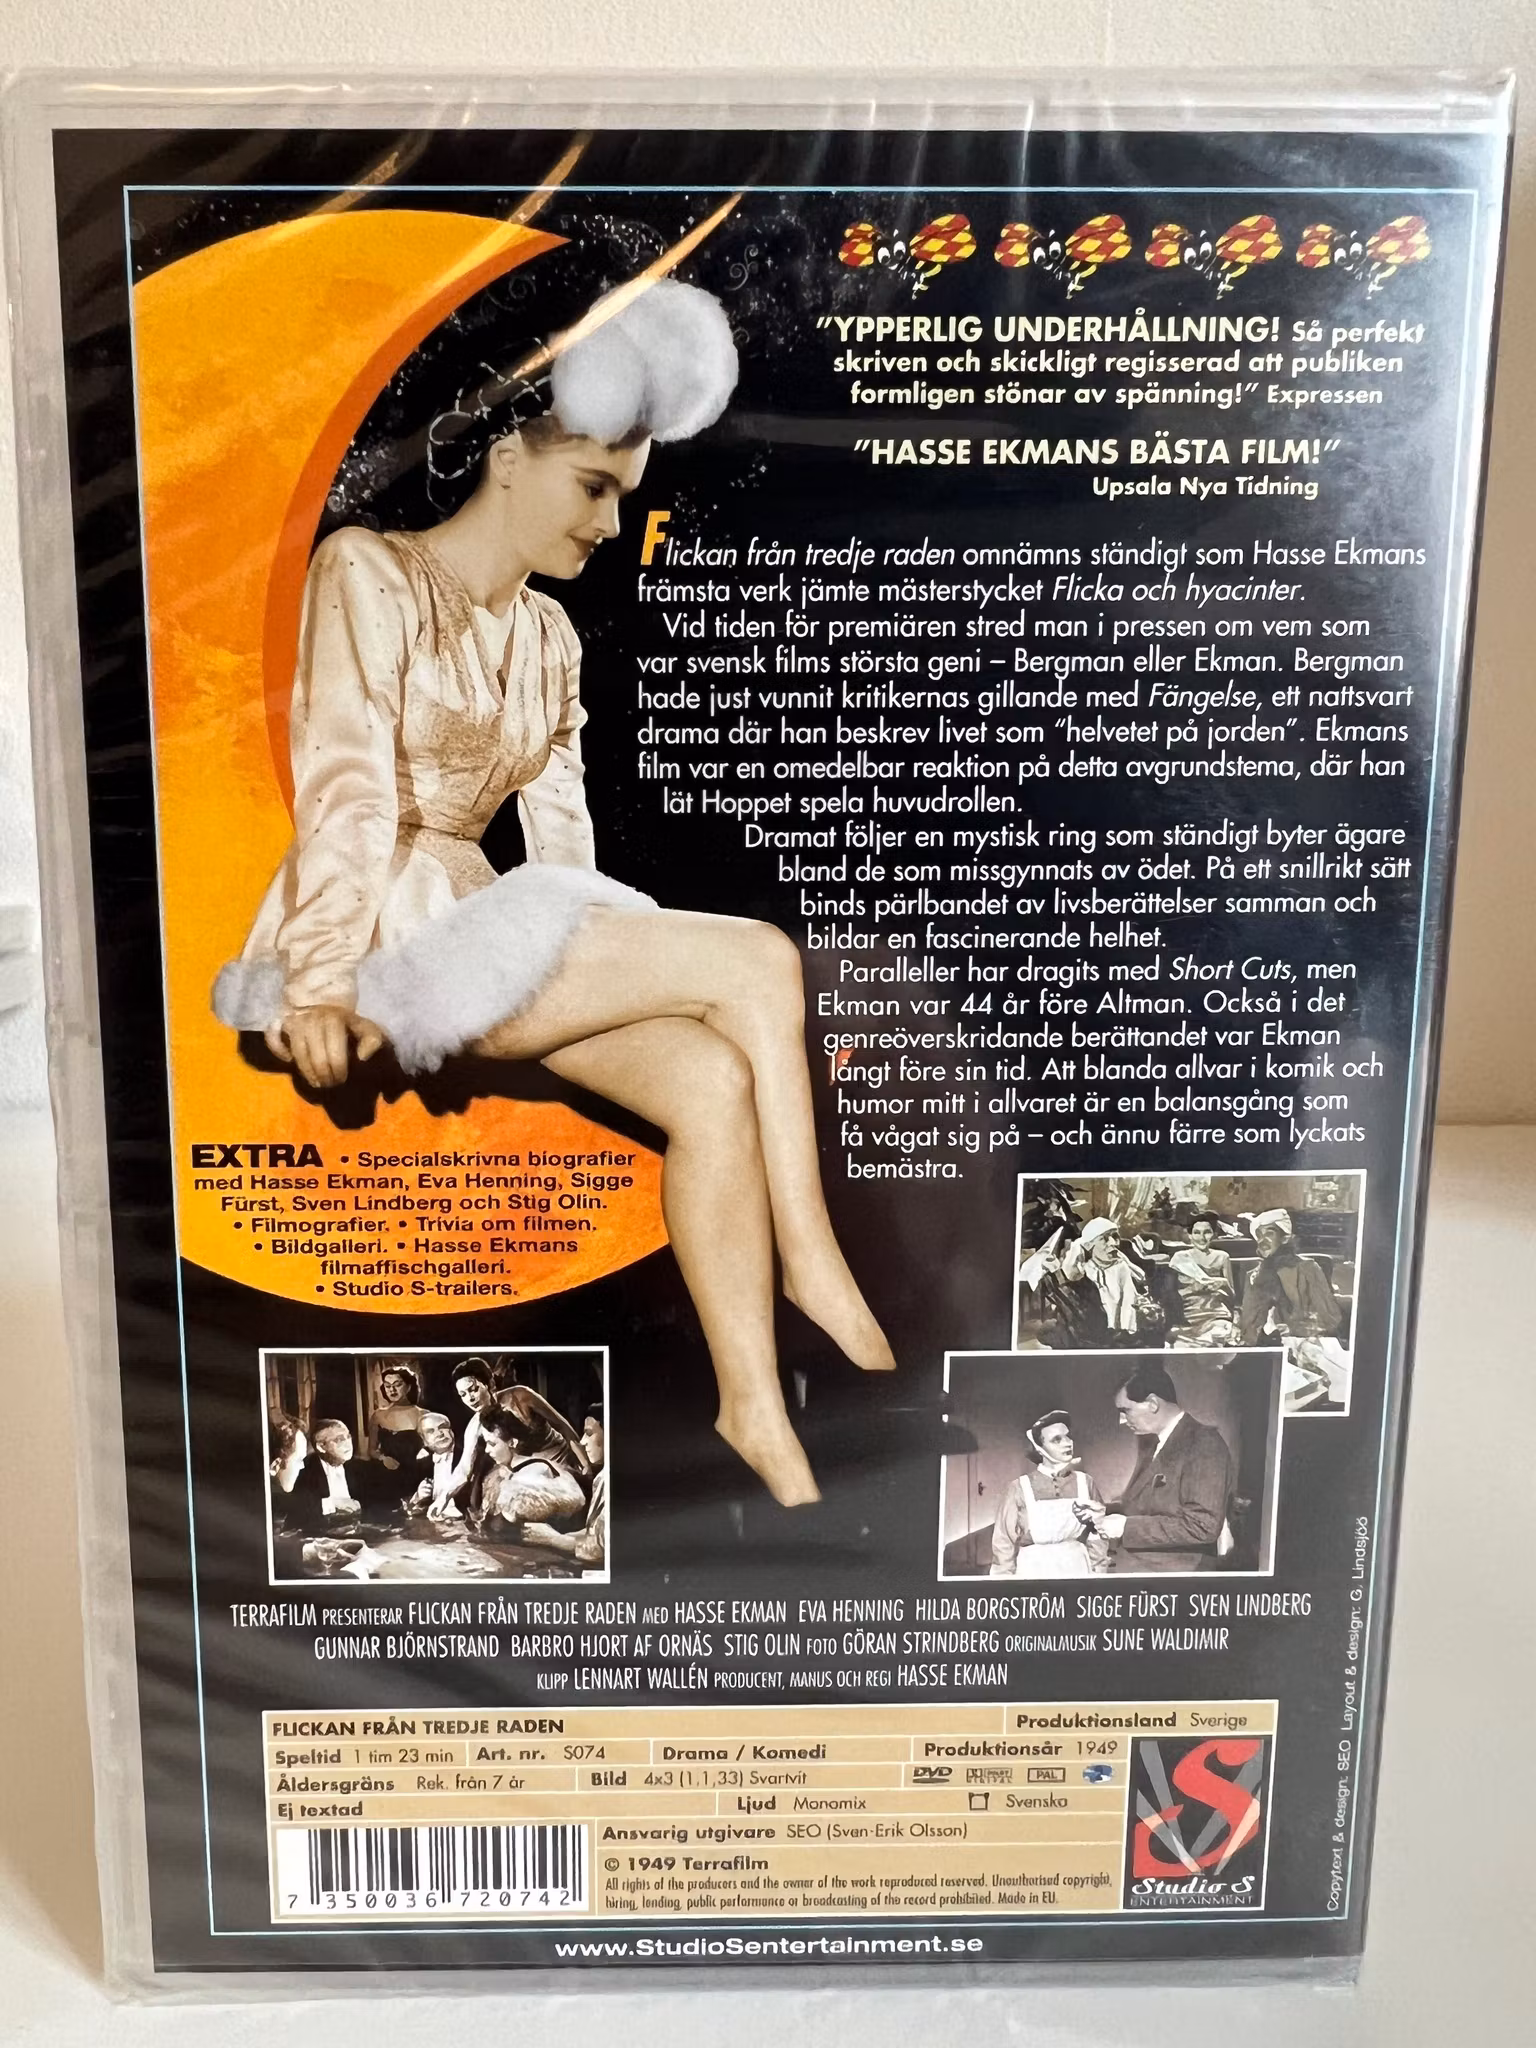 "YPPERLIG UNDERHÅLLNING! Så perfekt
skriven och skickligt regisserad att publiken
formligen stönar av spänning!" Expressen
"HASSE EKMANS BÄSTA FILM!"
Upsala Nya Tidning
Flickan från tredje raden omnämns ständigt som Hasse Ekmans
främsta verk jämte mästerstycket Flicka och hyacinter.
Vid tiden för premiären stred man i pressen om vem som
var svensk films största geni – Bergman eller Ekman. Bergman
hade just vunnit kritikernas gillande med Fängelse, ett nattsvart
drama där han beskrev livet som "helvetet på jorden". Ekmans
film var en omedelbar reaktion på detta avgrundstema, där han
lät Hoppet spela huvudrollen.
Dramat följer en mystisk ring som ständigt byter ägare
bland de som missgynnats av ödet. På ett snillrikt sätt
binds pärlbandet av livsberättelser samman och
bildar en fascinerande helhet.
Paralleller har dragits med Short Cuts, men
Ekman var 44 år före Altman. Också i det
genreöverskridande berättandet var Ekman
långt före sin tid. Att blanda allvar i komik och
humor mitt i allvaret är en balansgång som
få vågat sig på – och ännu färre som lyckats
bemästra.
EXTRA • Specialskrivna biografier
med Hasse Ekman, Eva Henning, Sigge
Fürst, Sven Lindberg och Stig Olin.
• Filmografier. • Trivia om filmen.
• Bildgalleri. • Hasse Ekmans
filmaffischgalleri.
• Studio S-trailers.
TERRAFILM PRESENTERAR FLICKAN FRÅN TREDJE RADEN MED HASSE EKMAN EVA HENNING HILDA BORGSTRÖM SIGGE FÜRST SVEN LINDBERG
GUNNAR BJÖRNSTRAND BARBRO HJORT AF ORNÄS STIG OLIN FOTO GÖRAN STRINDBERG ORIGINALMUSIK SUNE WALDIMIR
KLIPP LENNART WALLÉN PRODUCENT, MANUS OCH REGI HASSE EKMAN
FLICKAN FRÅN TREDJE RADEN Produktionsland Sverige
Speltid 1 tim 23 min Art. nr. S074 Drama / Komedi Produktionsår 1949
Åldersgräns Rek. från 7 år Bild 4x3 (1,1,33) Svartvit DVD DIGITAL PAL
Ej textad Ljud Monomix Svenska
Ansvarig utgivare SEO (Sven-Erik Olsson)
© 1949 Terrafilm
All rights of the producers and the owner of the work reproduced reserved. Unauthorised copyright,
hiring, lending, public performance or broadcasting of the record prohibited. Made in EU.
7 350036 720742
Studio S
ENTERTAINMENT
Copytext & design: SEO Layout & design: G. Lindsjöö
www.StudioSentertainment.se